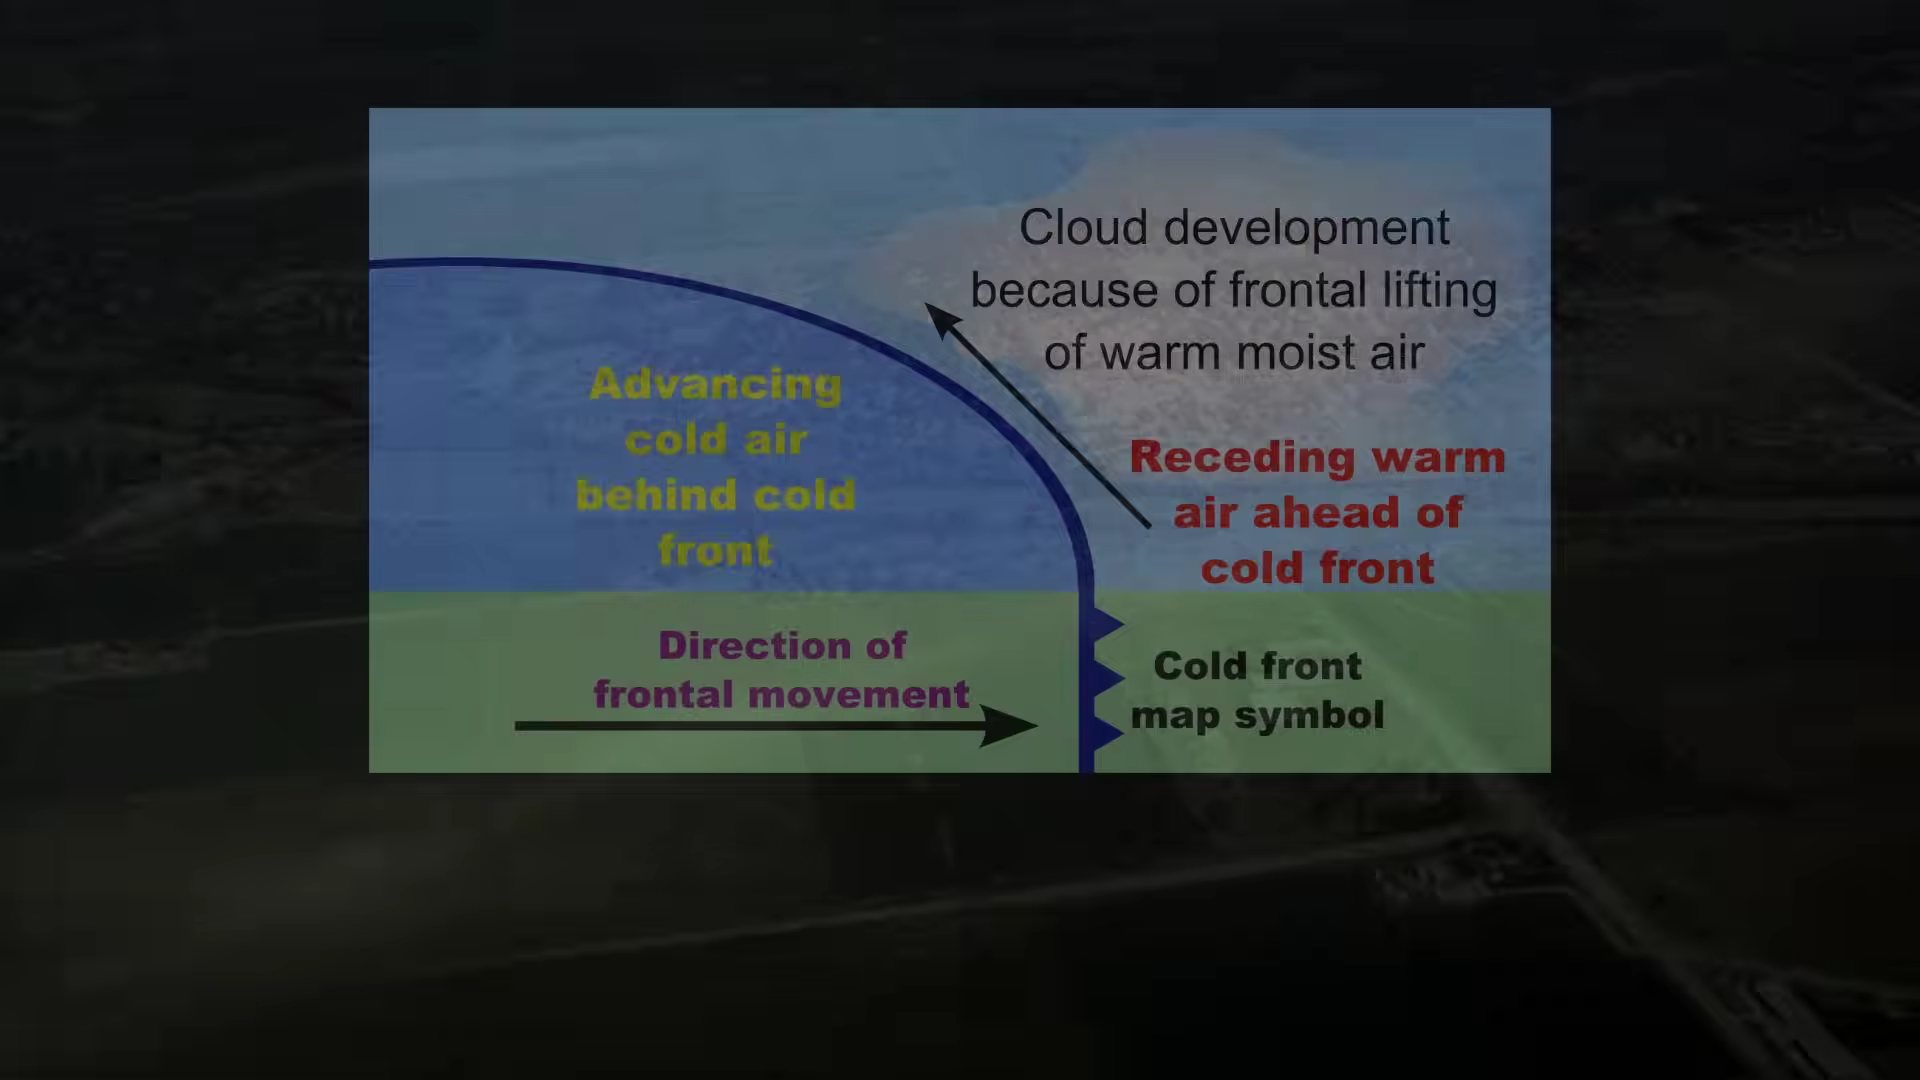 Cloud development
because of frontal lifting
of warm moist air
Advancing
cold air
behind cold
front
Receding warm
air ahead of
cold front
Direction of
frontal movement
Cold front
map symbol